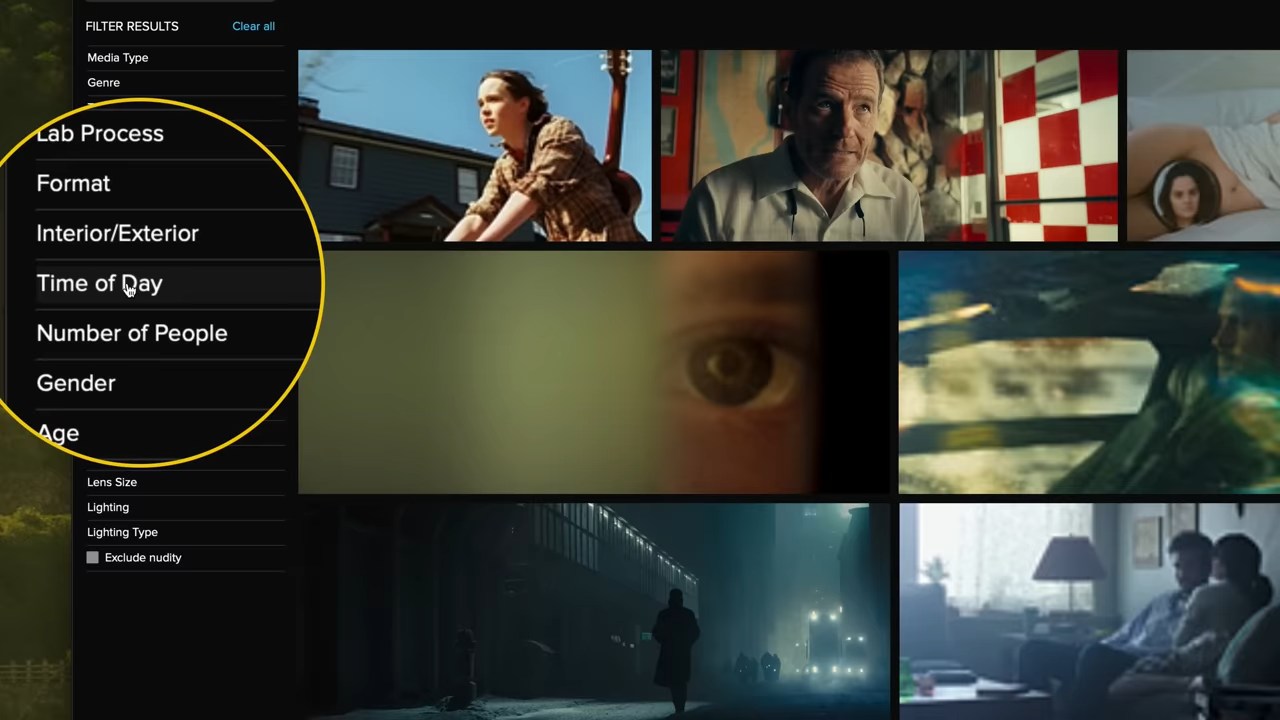 FILTER RESULTS Clear all
Media Type
Genre
Lab Process
Format
Interior/Exterior
Time of Day
Number of People
Gender
Age
Lens Size
Lighting
Lighting Type
Exclude nudity